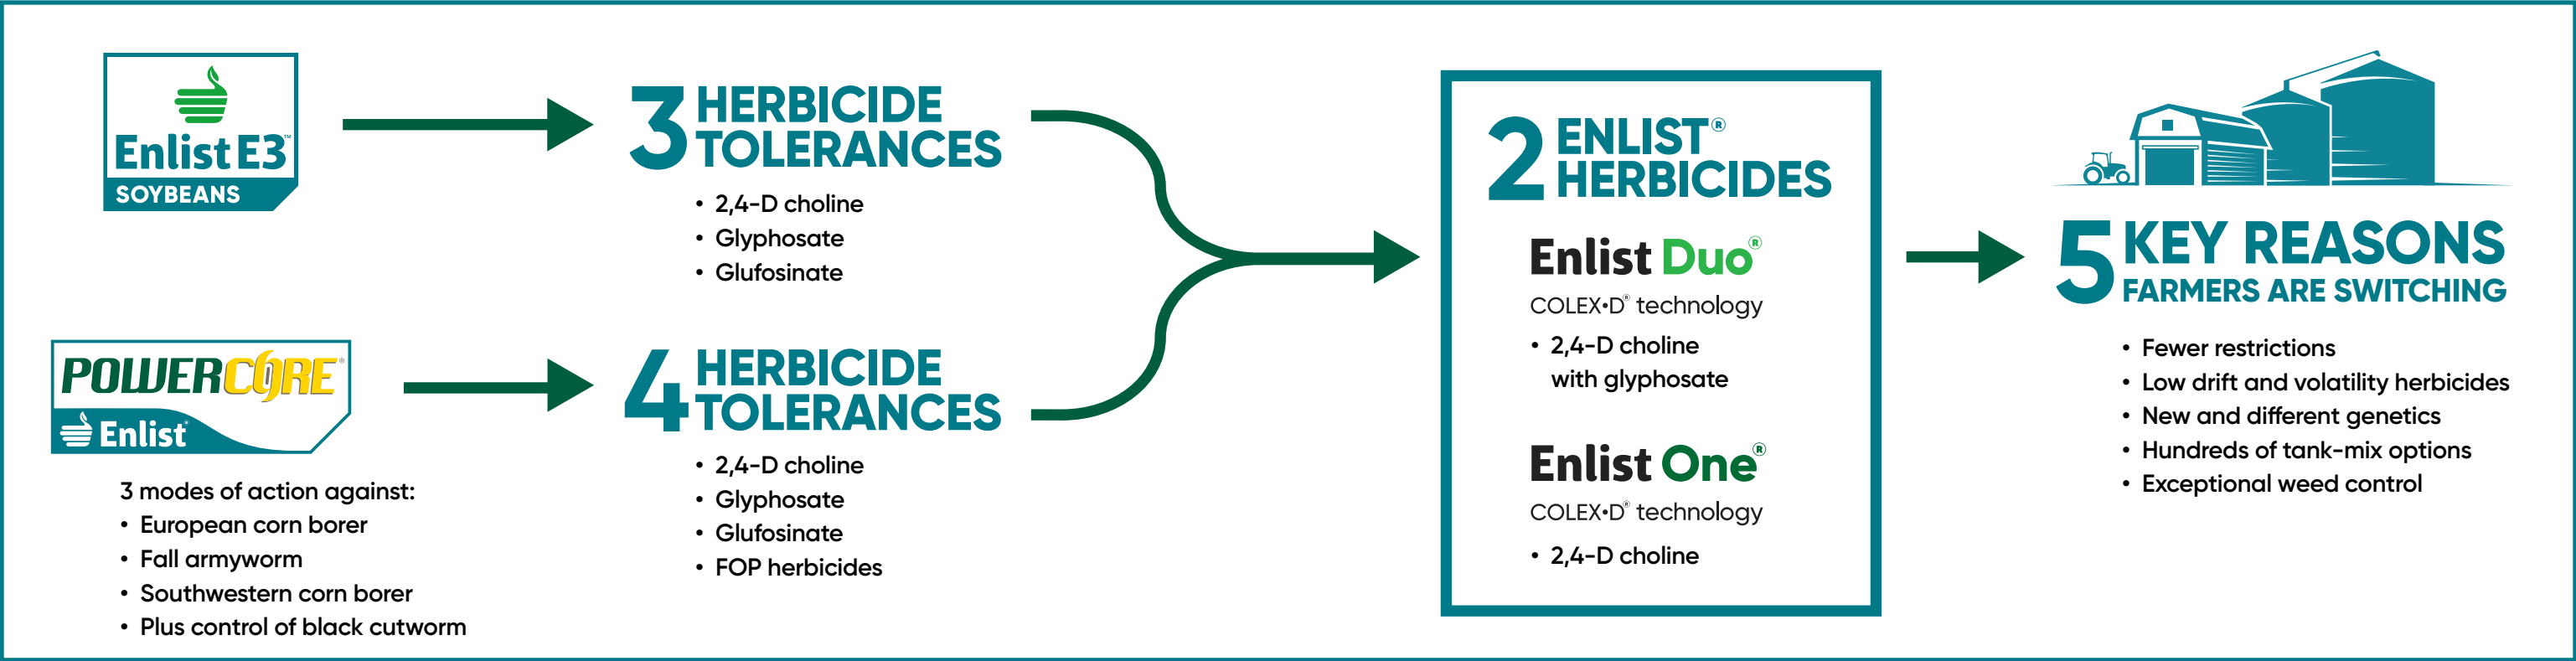 Enlist E3™
SOYBEANS
3 HERBICIDE
TOLERANCES
• 2,4-D choline
• Glyphosate
• Glufosinate
POWERCORE®
Enlist®
3 modes of action against:
• European corn borer
• Fall armyworm
• Southwestern corn borer
• Plus control of black cutworm
4 HERBICIDE
TOLERANCES
• 2,4-D choline
• Glyphosate
• Glufosinate
• FOP herbicides
2 ENLIST®
HERBICIDES
Enlist Duo®
COLEX•D® technology
• 2,4-D choline
with glyphosate
Enlist One®
COLEX•D® technology
• 2,4-D choline
5 KEY REASONS
FARMERS ARE SWITCHING
• Fewer restrictions
• Low drift and volatility herbicides
• New and different genetics
• Hundreds of tank-mix options
• Exceptional weed control